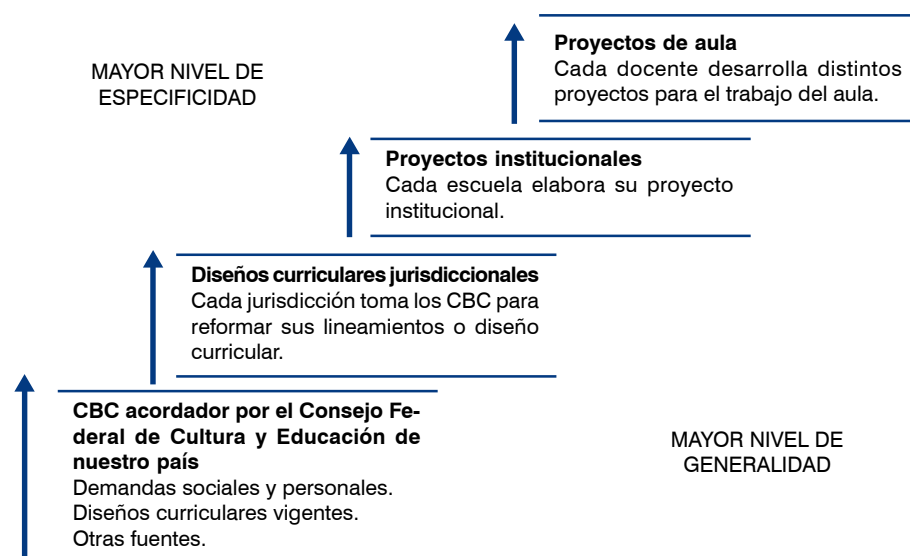 Proyectos de aula
Cada docente desarrolla distintos
proyectos para el trabajo del aula.
MAYOR NIVEL DE
ESPECIFICIDAD
Proyectos institucionales
Cada escuela elabora su proyecto
institucional.
Diseños curriculares jurisdiccionales
Cada jurisdicción toma los CBC para
reformar sus lineamientos o diseño
curricular.
CBC acordador por el Consejo Fe-
deral de Cultura y Educación de
nuestro país
Demandas sociales y personales.
Diseños curriculares vigentes.
Otras fuentes.
MAYOR NIVEL DE
GENERALIDAD